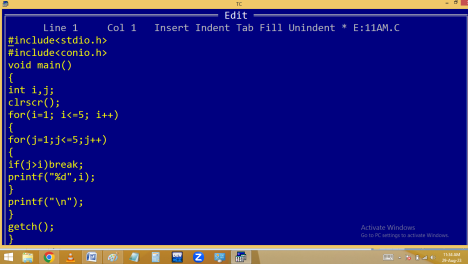 TC
Edit
Line 1 Col 1 Insert Indent Tab Fill Unindent * E:11AM.C
#include<stdio.h>
#include<conio.h>
void main()
{
int i,j;
clrscr();
for(i=1; i<=5; i++)
{
for(j=1;j<=5;j++)
{
if(j>i)break;
printf("%d",i);
}
printf("\n");
}
getch();
}
Activate Windows
Go to PC settings to activate Windows.